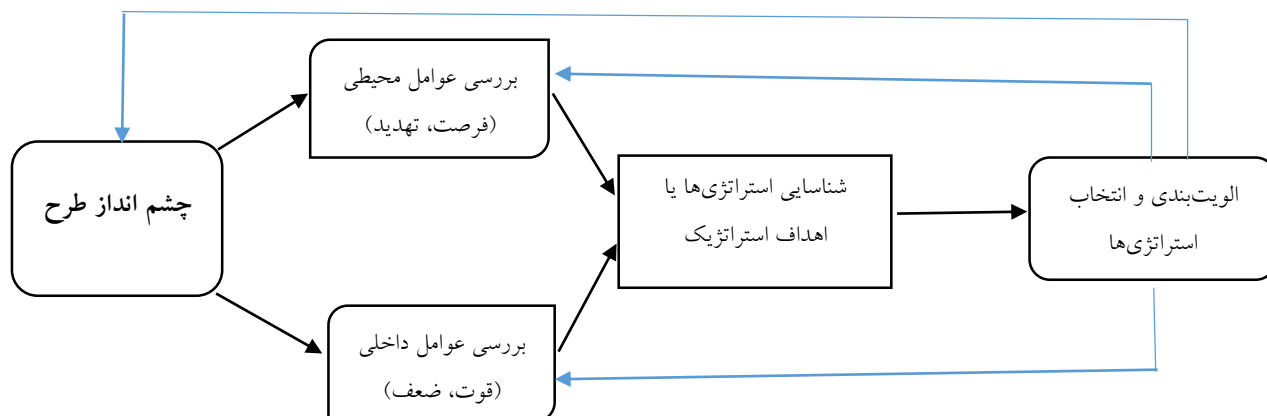 چشم انداز طرح
بررسی عوامل محیطی
(فرصت، تهدید)
بررسی عوامل داخلی
(قوت، ضعف)
شناسایی استراتژی‌ها یا
اهداف استراتژیک
الویت‌بندی و انتخاب
استراتژی‌ها